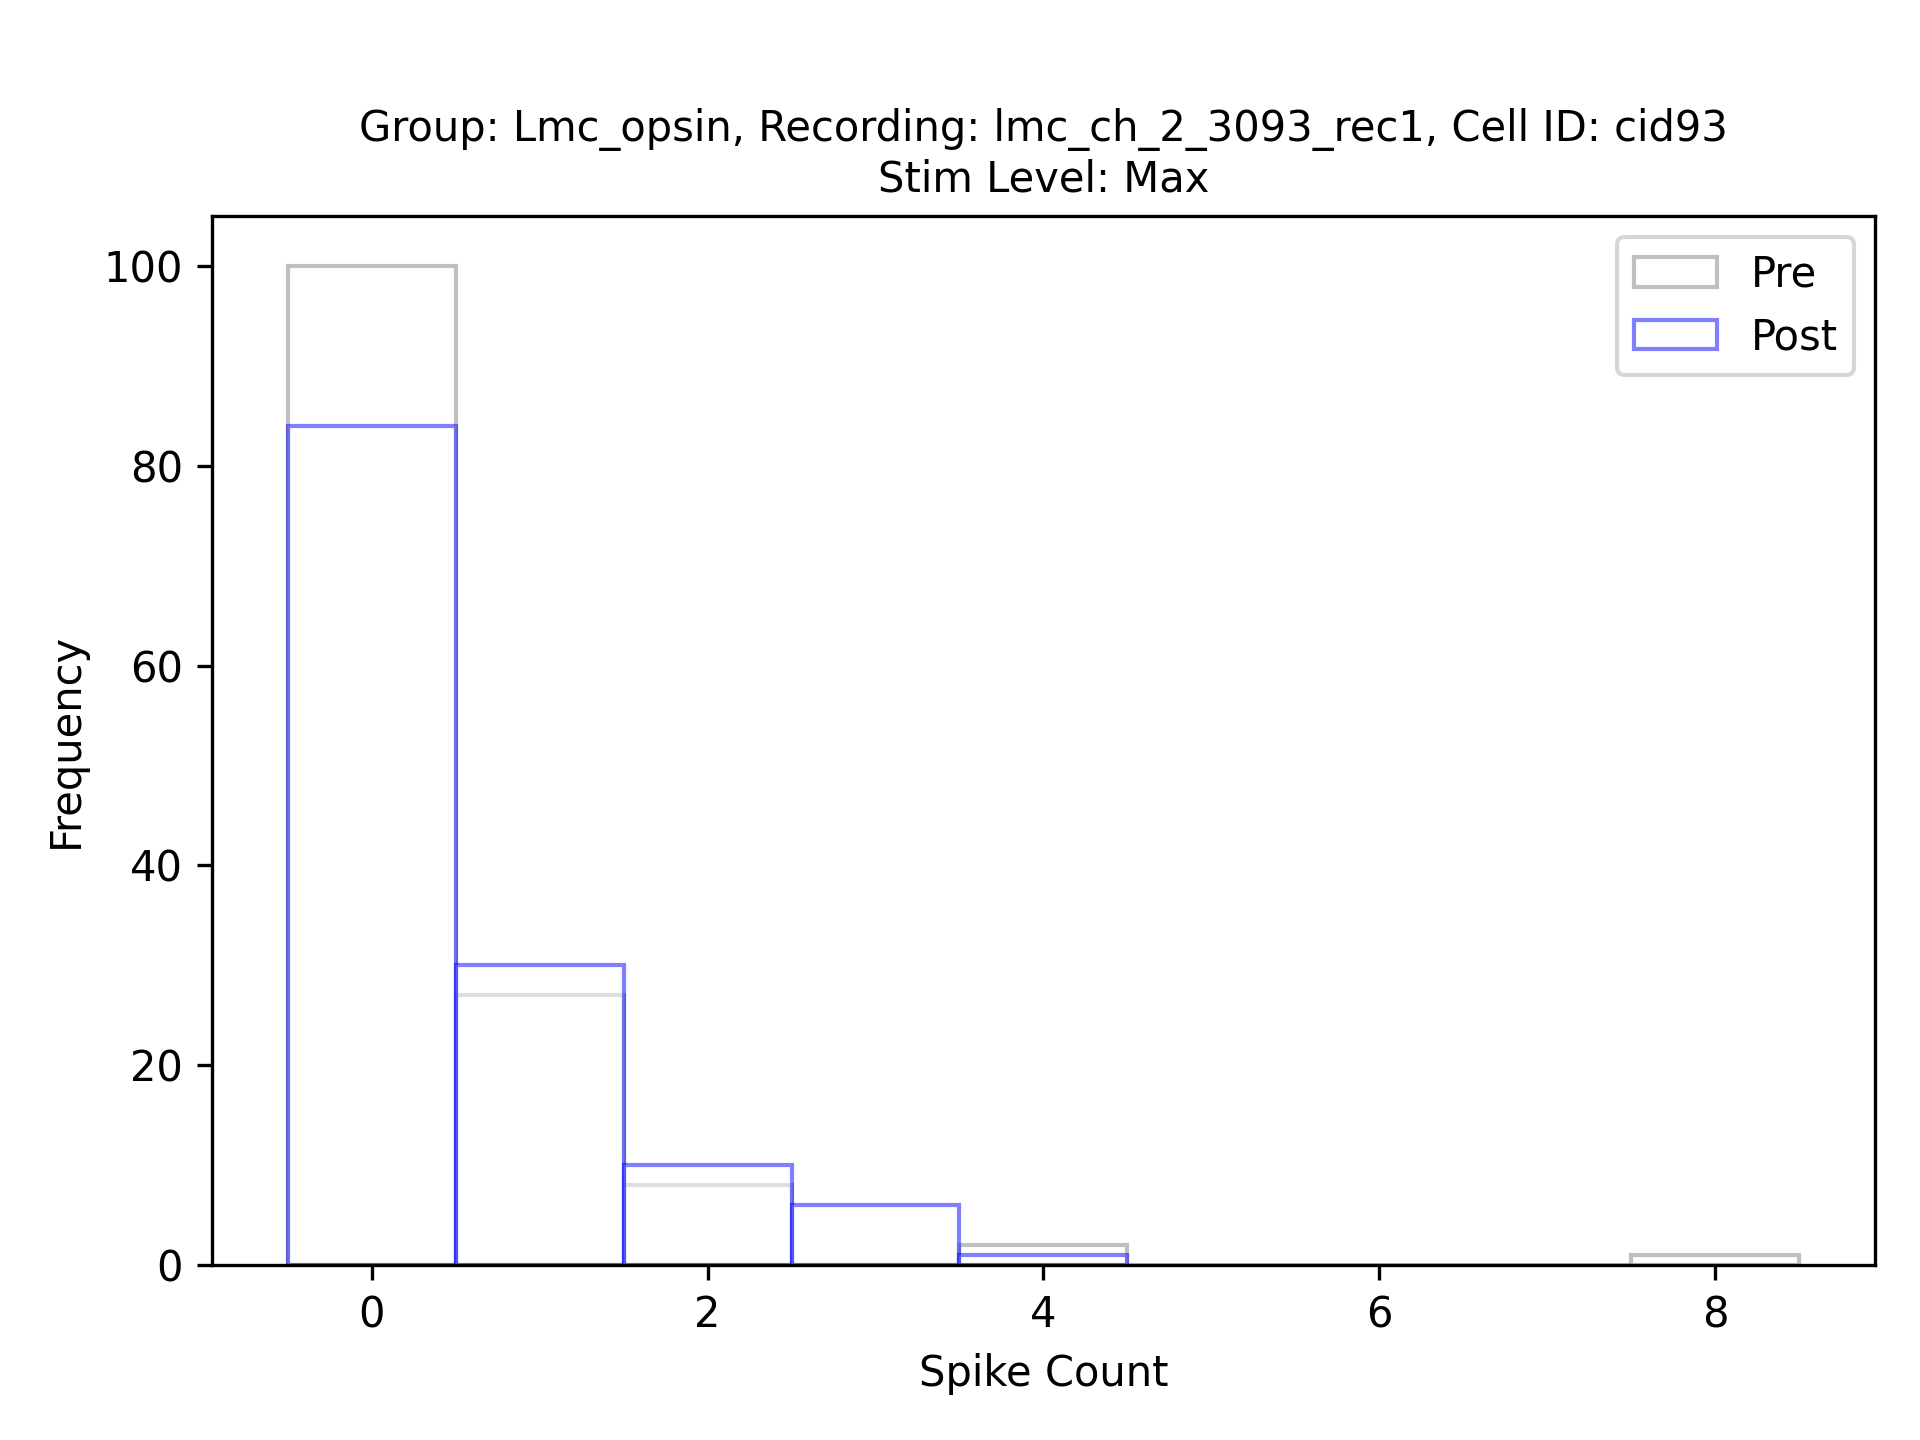 Group: Lmc_opsin, Recording: lmc_ch_2_3093_rec1, Cell ID: cid93
Stim Level: Max
Pre
Post
100
80
60
40
20
0
Frequency
0 2 4 6 8
Spike Count